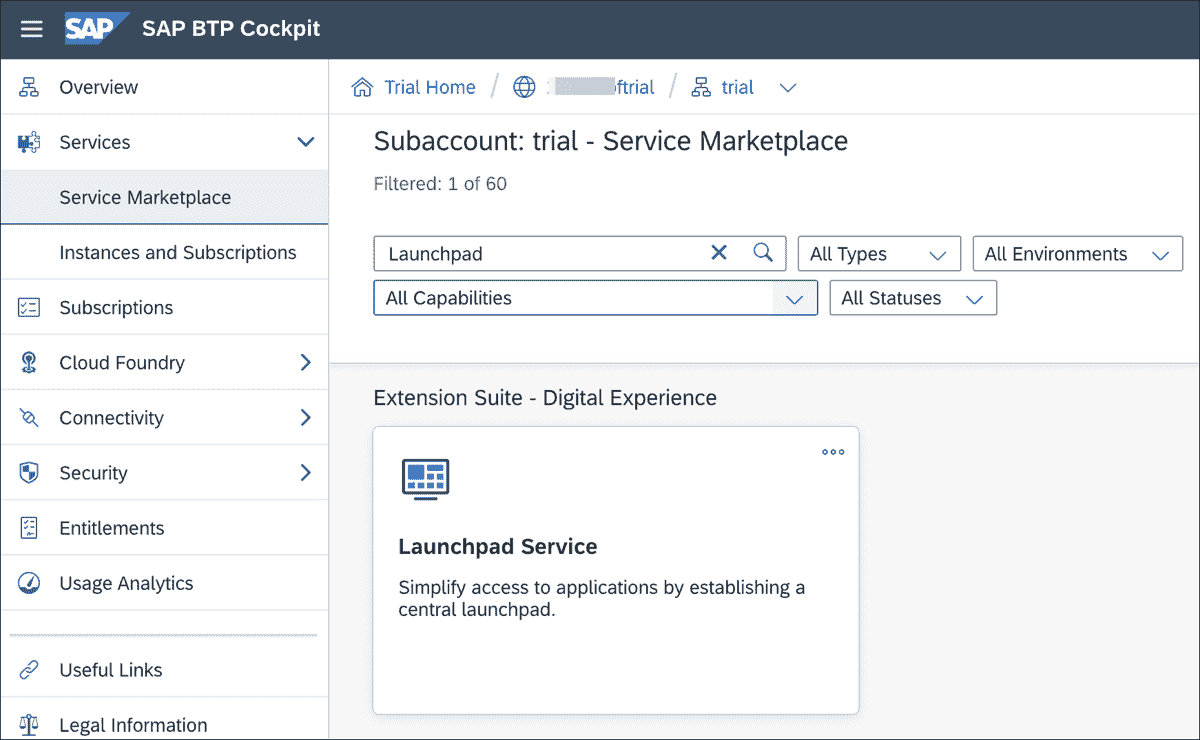 SAP SAP BTP Cockpit
Overview
Services
Service Marketplace
Instances and Subscriptions
Subscriptions
Cloud Foundry
Connectivity
Security
Entitlements
Usage Analytics
Useful Links
Legal Information
Trial Home / ftrial / trial
Subaccount: trial - Service Marketplace
Filtered: 1 of 60
Launchpad
All Types
All Environments
All Capabilities
All Statuses
Extension Suite - Digital Experience
Launchpad Service
Simplify access to applications by establishing a
central launchpad.